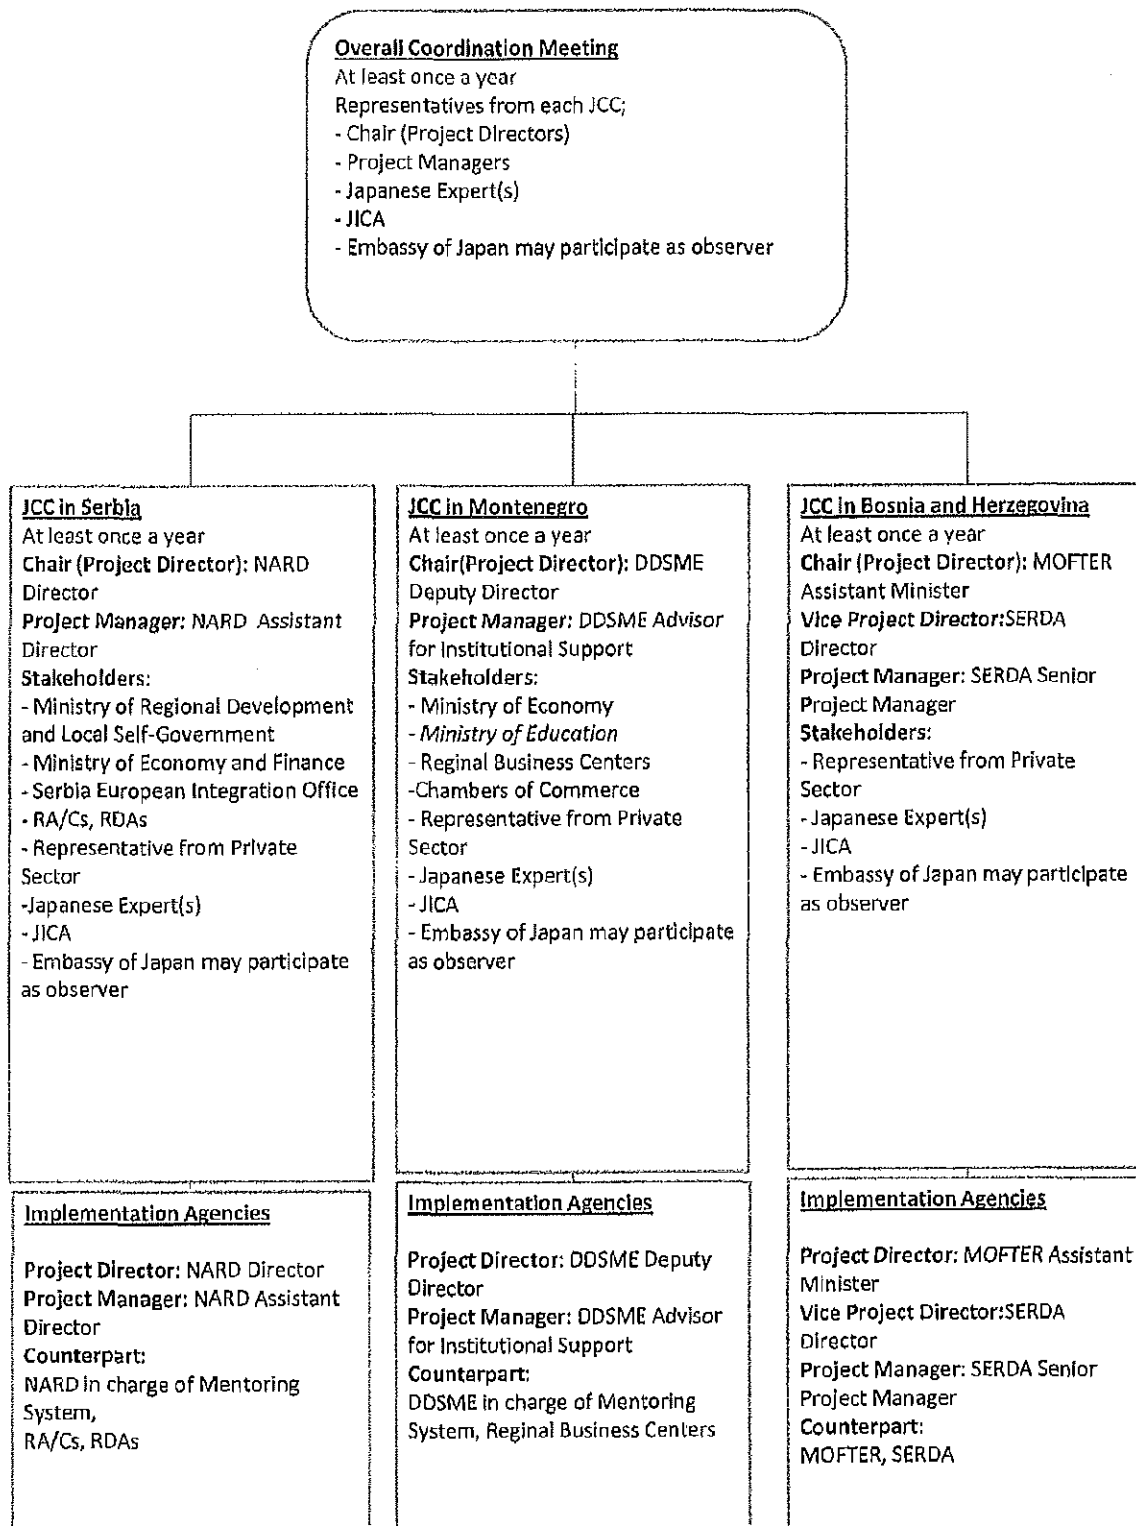 Overall Coordination Meeting
At least once a year
Representatives from each JCC;
- Chair (Project Directors)
- Project Managers
- Japanese Expert(s)
- JICA
- Embassy of Japan may participate as observer
JCC in Serbia
At least once a year
Chair (Project Director): NARD
Director
Project Manager: NARD Assistant
Director
Stakeholders:
- Ministry of Regional Development
and Local Self-Government
- Ministry of Economy and Finance
- Serbia European Integration Office
- RA/Cs, RDAs
- Representative from Private
Sector
-Japanese Expert(s)
- JICA
- Embassy of Japan may participate
as observer
JCC in Montenegro
At least once a year
Chair(Project Director): DDSME
Deputy Director
Project Manager: DDSME Advisor
for Institutional Support
Stakeholders:
- Ministry of Economy
- Ministry of Education
- Reginal Business Centers
-Chambers of Commerce
- Representative from Private
Sector
- Japanese Expert(s)
- JICA
- Embassy of Japan may participate
as observer
JCC in Bosnia and Herzegovina
At least once a year
Chair (Project Director): MOFTER
Assistant Minister
Vice Project Director:SERDA
Director
Project Manager: SERDA Senior
Project Manager
Stakeholders:
- Representative from Private
Sector
- Japanese Expert(s)
- JICA
- Embassy of Japan may participate
as observer
Implementation Agencies
Project Director: NARD Director
Project Manager: NARD Assistant
Director
Counterpart:
NARD in charge of Mentoring
System,
RA/Cs, RDAs
Implementation Agencies
Project Director: DDSME Deputy
Director
Project Manager: DDSME Advisor
for Institutional Support
Counterpart:
DDSME in charge of Mentoring
System, Reginal Business Centers
Implementation Agencies
Project Director: MOFTER Assistant
Minister
Vice Project Director:SERDA
Director
Project Manager: SERDA Senior
Project Manager
Counterpart:
MOFTER, SERDA